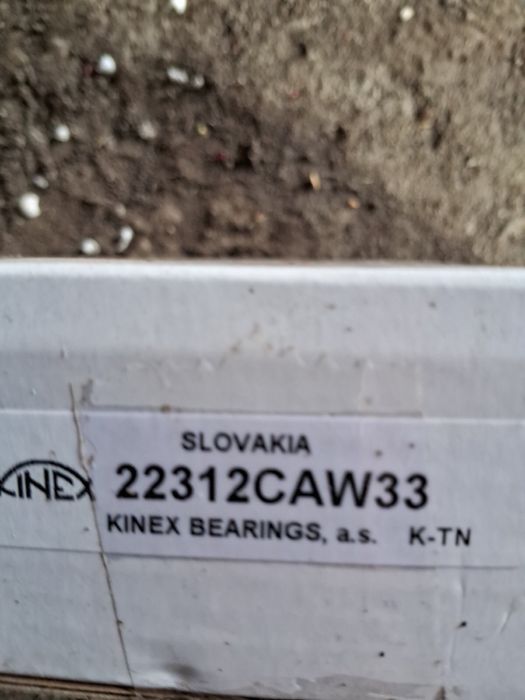 SLOVAKIA
KINEX 22312CAW33
KINEX BEARINGS, a.s. K-TN